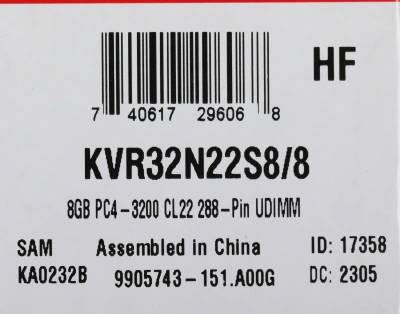 HF
7 40617 29606 8
KVR32N22S8/8
8GB PC4-3200 CL22 288-Pin UDIMM
SAM Assembled in China ID: 17358
KA0232B 9905743-151.A00G DC: 2305